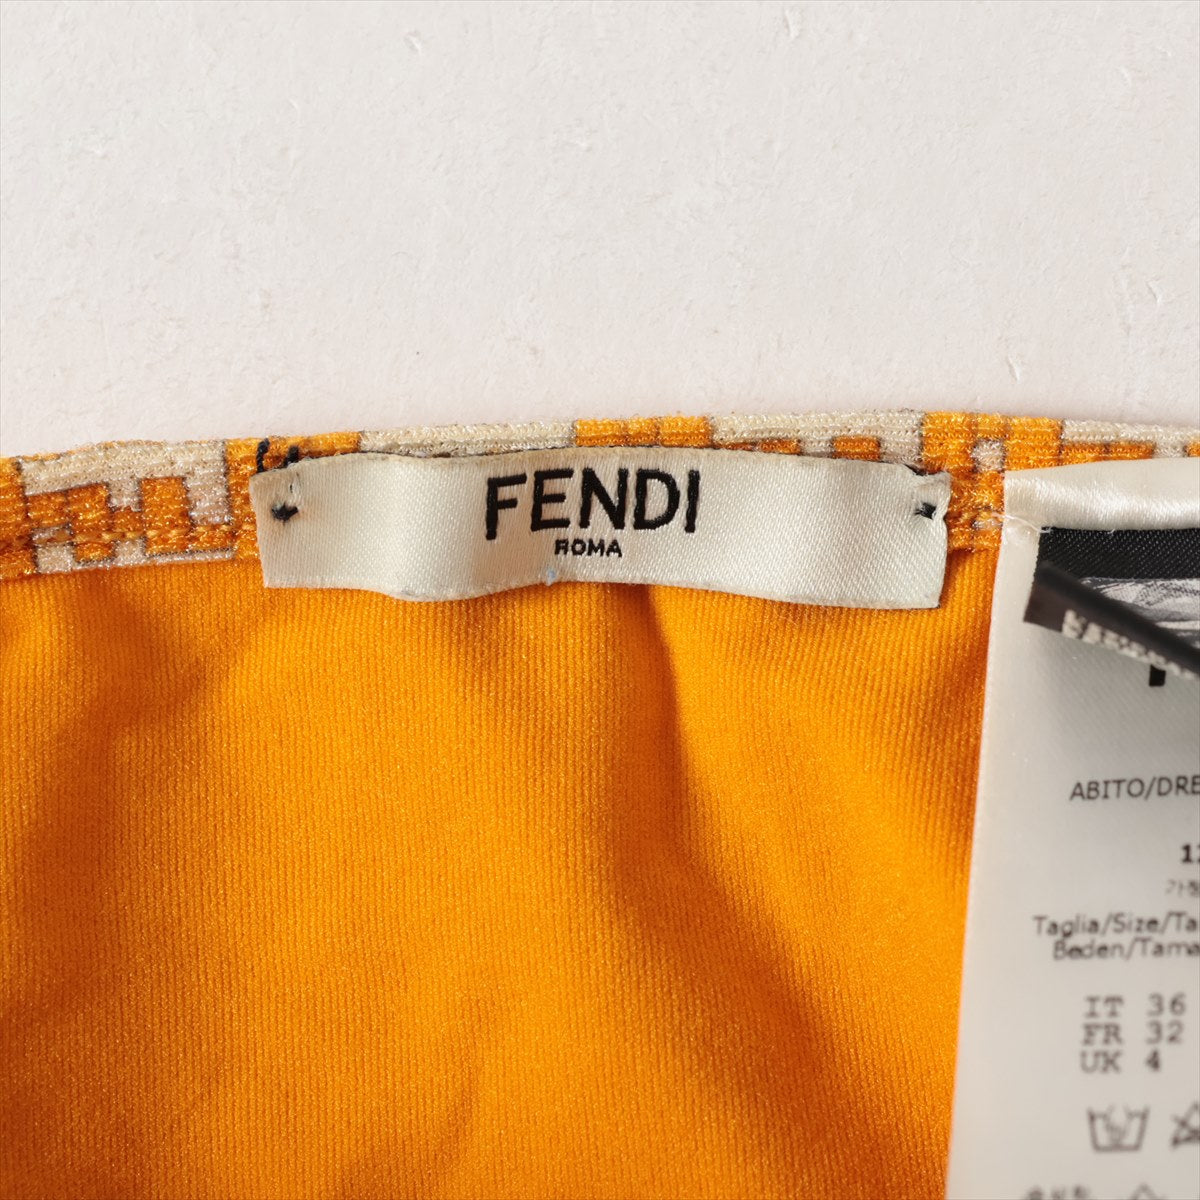 FENDI
ROMA
ABITO/DRE
Taglia/Size/Ta
Beden/Tama
IT 36
FR 32
UK 4